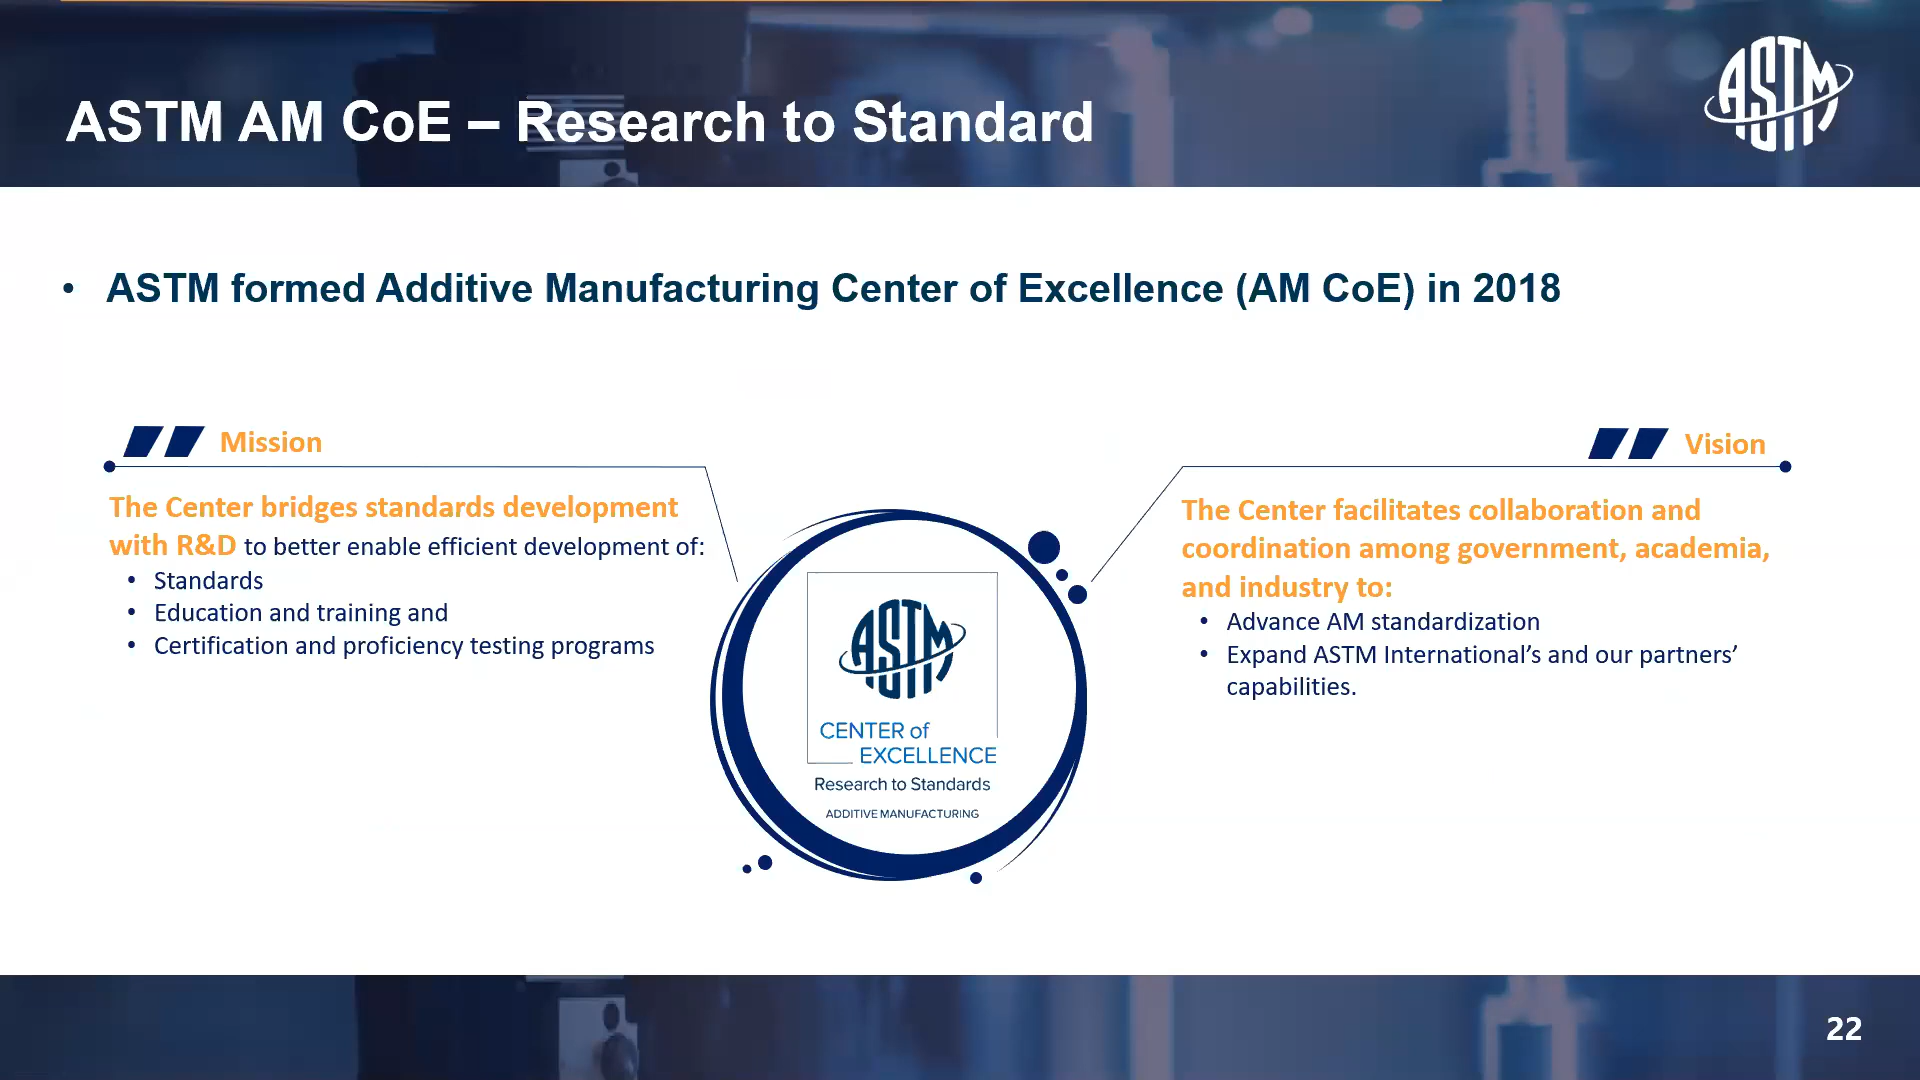 ASTM AM CoE – Research to Standard
ASTM
• ASTM formed Additive Manufacturing Center of Excellence (AM CoE) in 2018
Mission
The Center bridges standards development
with R&D to better enable efficient development of:
• Standards
• Education and training and
• Certification and proficiency testing programs
ASTM
CENTER of
EXCELLENCE
Research to Standards
ADDITIVE MANUFACTURING
Vision
The Center facilitates collaboration and
coordination among government, academia,
and industry to:
• Advance AM standardization
• Expand ASTM International’s and our partners’
capabilities.
22